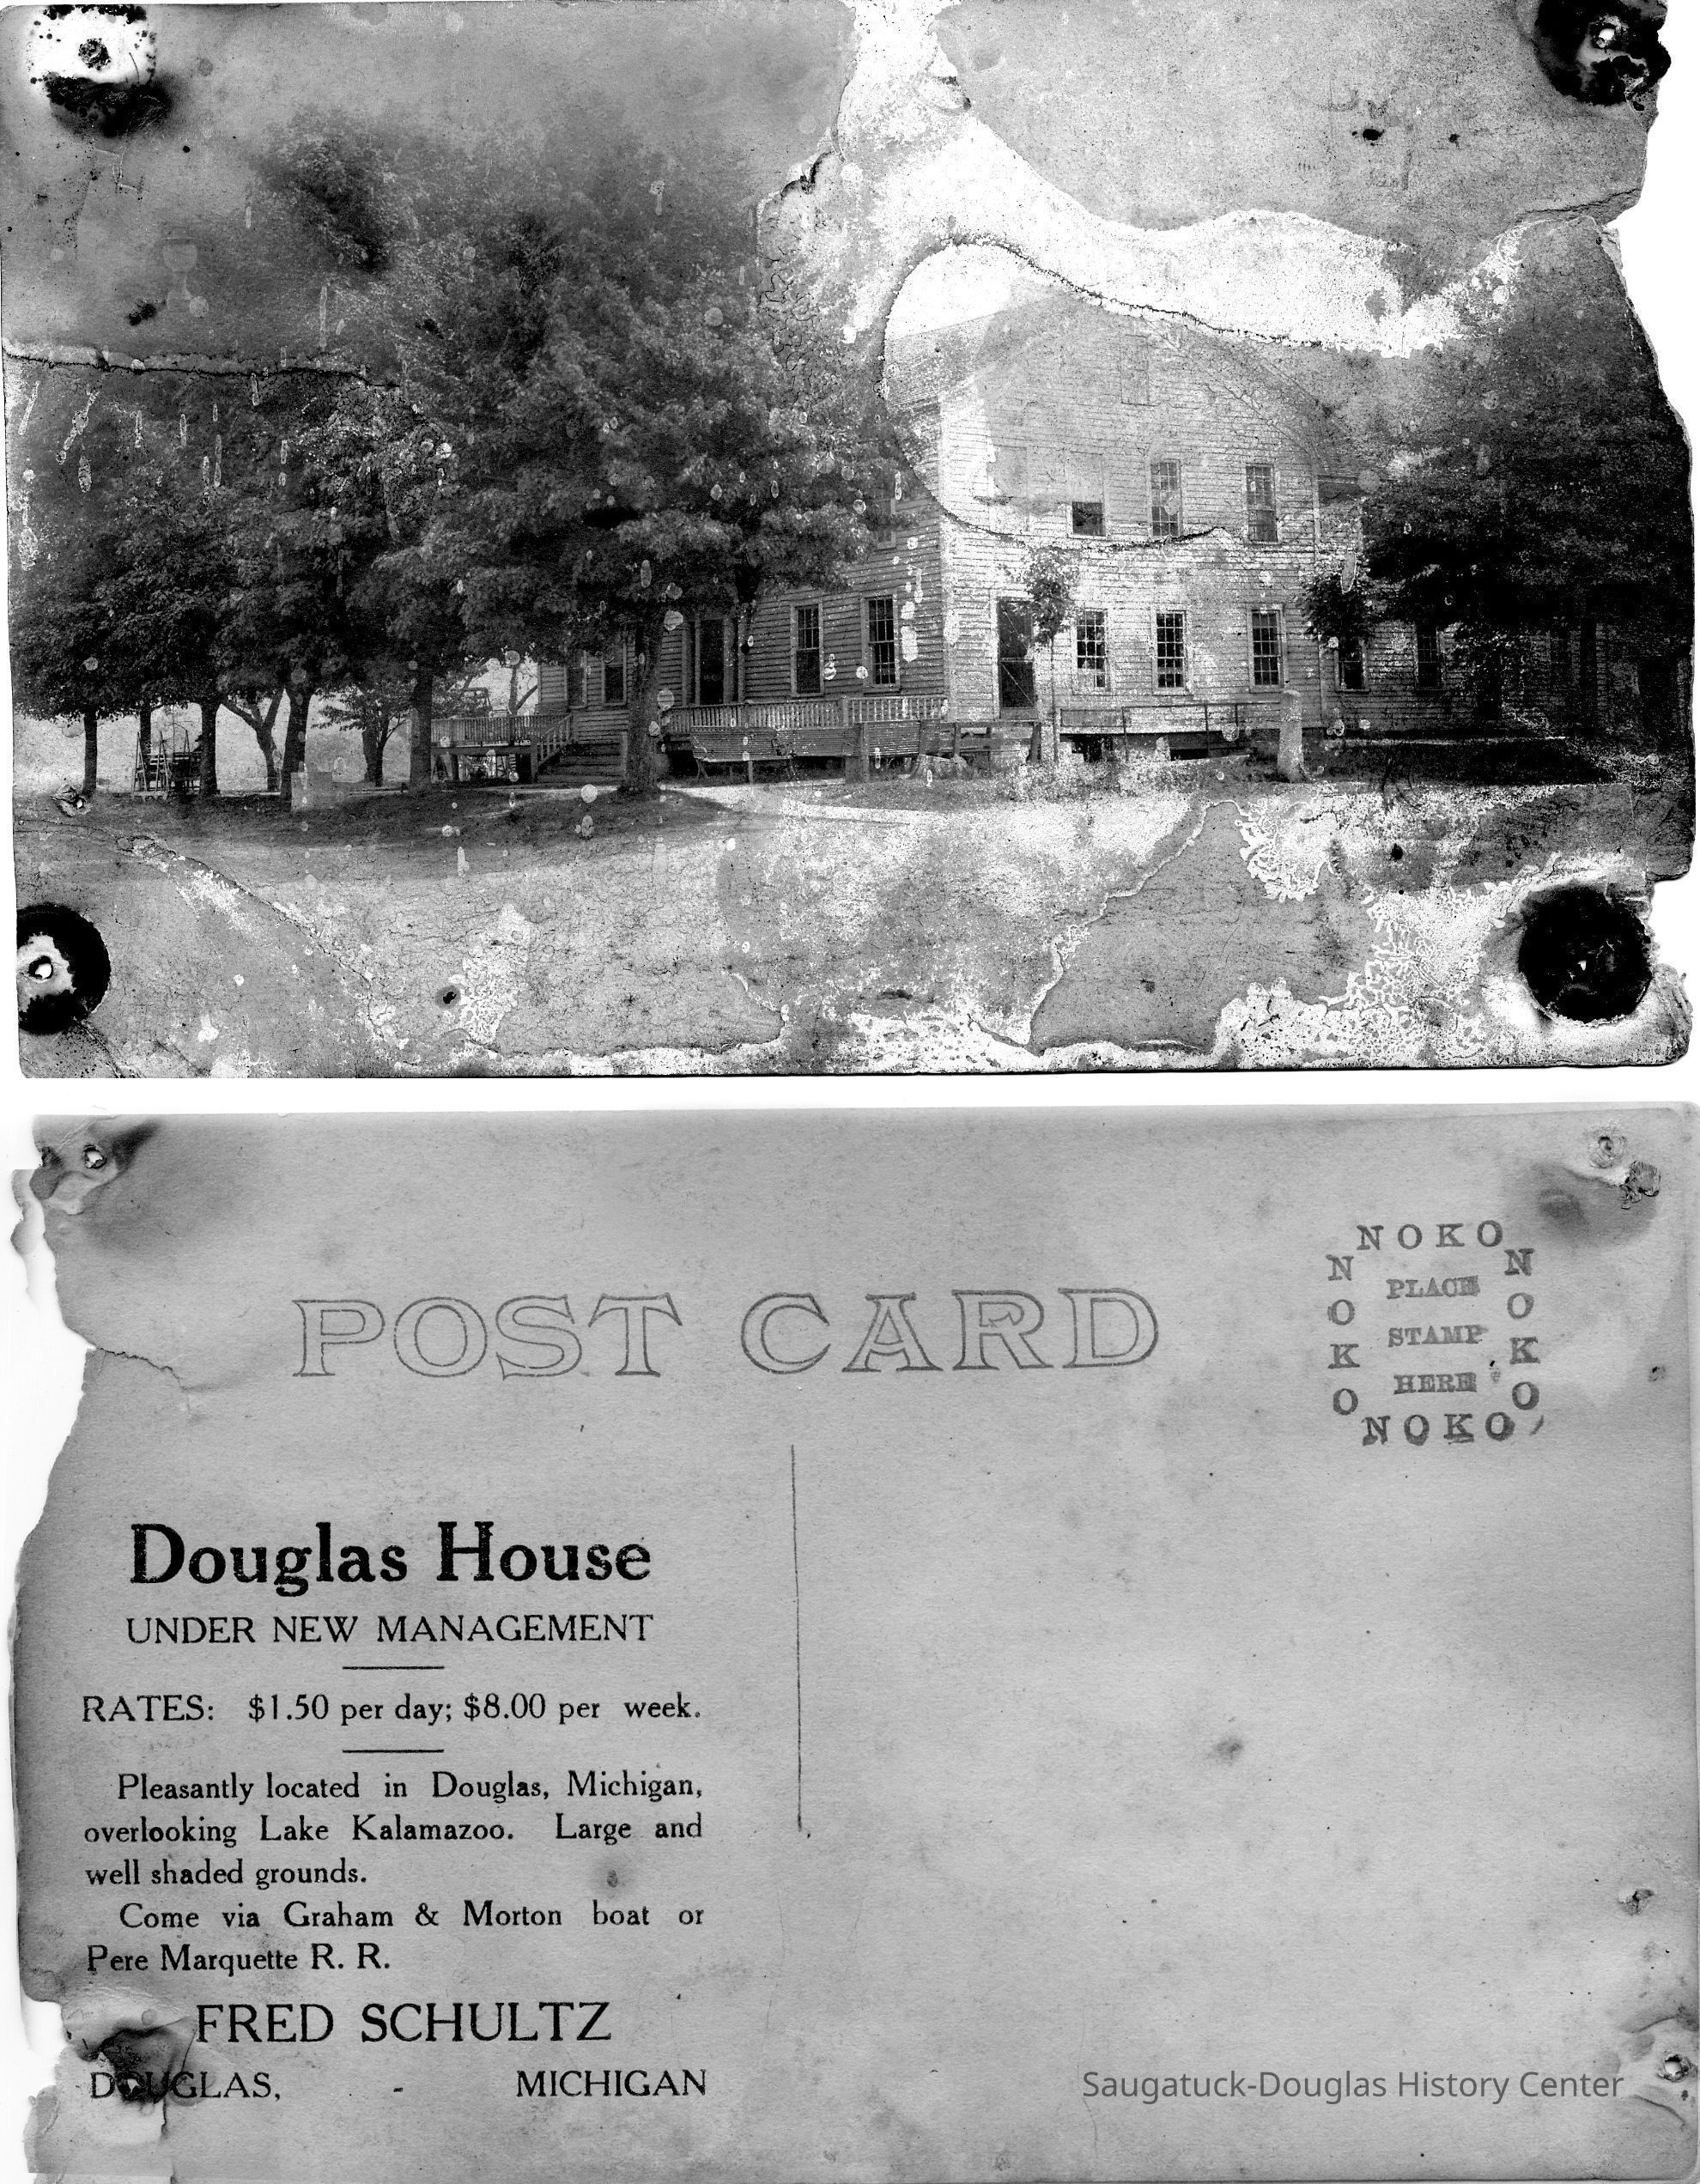 POST CARD
NOKO
NOKO
NOKO
NOKO
PLACE
STAMP
HERE
Douglas House
UNDER NEW MANAGEMENT
RATES: $1.50 per day; $8.00 per week.
Pleasantly located in Douglas, Michigan,
overlooking Lake Kalamazoo. Large and
well shaded grounds.
Come via Graham & Morton boat or
Pere Marquette R. R.
FRED SCHULTZ
DOUGLAS, - MICHIGAN
Saugatuck-Douglas History Center